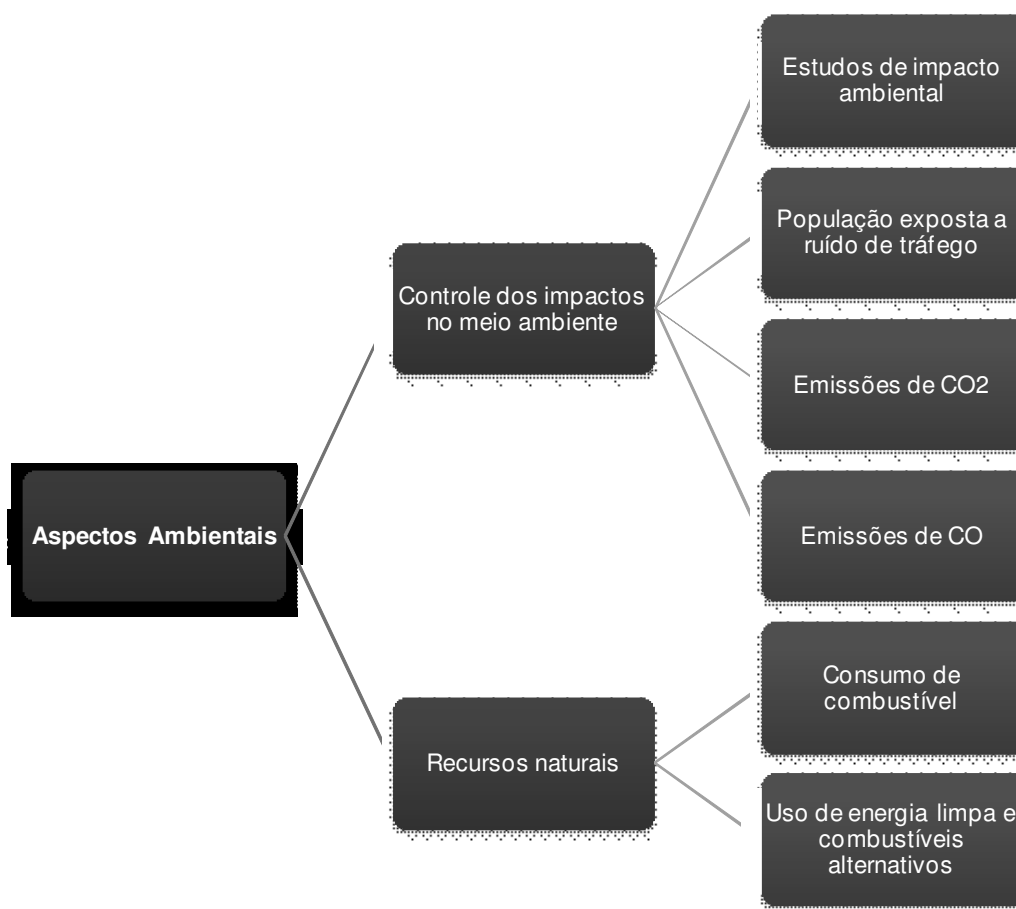 Estudos de impacto
ambiental
População exposta a
ruído de tráfego
Controle dos impactos
no meio ambiente
Emissões de CO2
Aspectos Ambientais
Emissões de CO
Consumo de
combustível
Recursos naturais
Uso de energia limpa e
combustíveis
alternativos